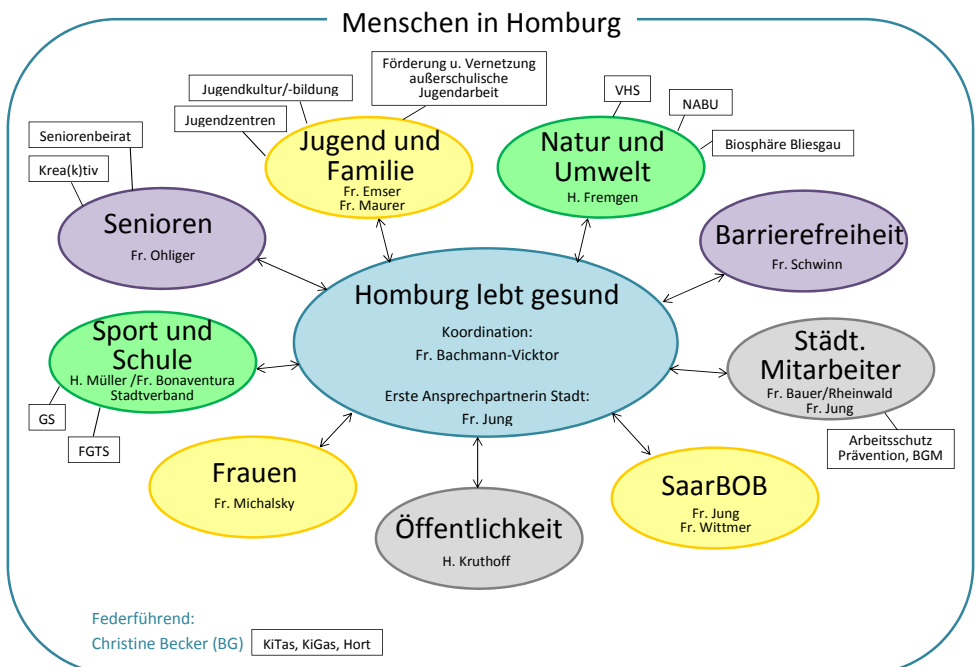 Menschen in Homburg
Förderung u. Vernetzung
außerschulische
Jugendarbeit
Jugendkultur/-bildung
Jugendzentren
Jugend und
Familie
Fr. Emser
Fr. Maurer
VHS
NABU
Biosphäre Bliesgau
Natur und
Umwelt
H. Fremgen
Seniorenbeirat
Krea(k)tiv
Senioren
Fr. Ohliger
Barrierefreiheit
Fr. Schwinn
Homburg lebt gesund
Koordination:
Fr. Bachmann-Vicktor
Erste Ansprechpartnerin Stadt:
Fr. Jung
Sport und
Schule
H. Müller /Fr. Bonaventura
Stadtverband
GS
FGTS
Städt.
Mitarbeiter
Fr. Bauer/Rheinwald
Fr. Jung
Arbeitsschutz
Prävention, BGM
Frauen
Fr. Michalsky
Öffentlichkeit
H. Kruthoff
SaarBOB
Fr. Jung
Fr. Wittmer
Federführend:
Christine Becker (BG)
KiTas, KiGas, Hort